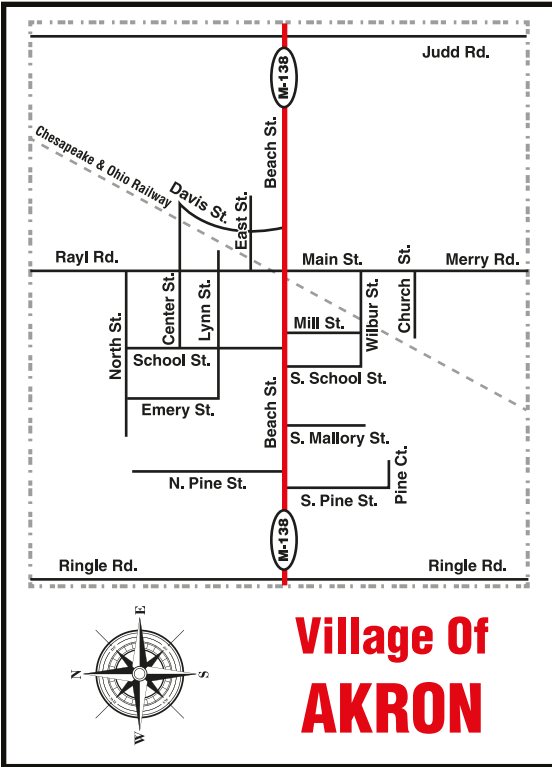 Judd Rd.
M-138
Beach St.
Chesapeake & Ohio Railway
Davis St.
East St.
Rayl Rd.
Main St.
Merry Rd.
North St.
Center St.
Lynn St.
Wilbur St.
Church St.
Mill St.
School St.
S. School St.
Emery St.
Beach St.
S. Mallory St.
N. Pine St.
S. Pine St.
Pine Ct.
M-138
Ringle Rd.
Ringle Rd.
E
N
S
W
Village Of
AKRON